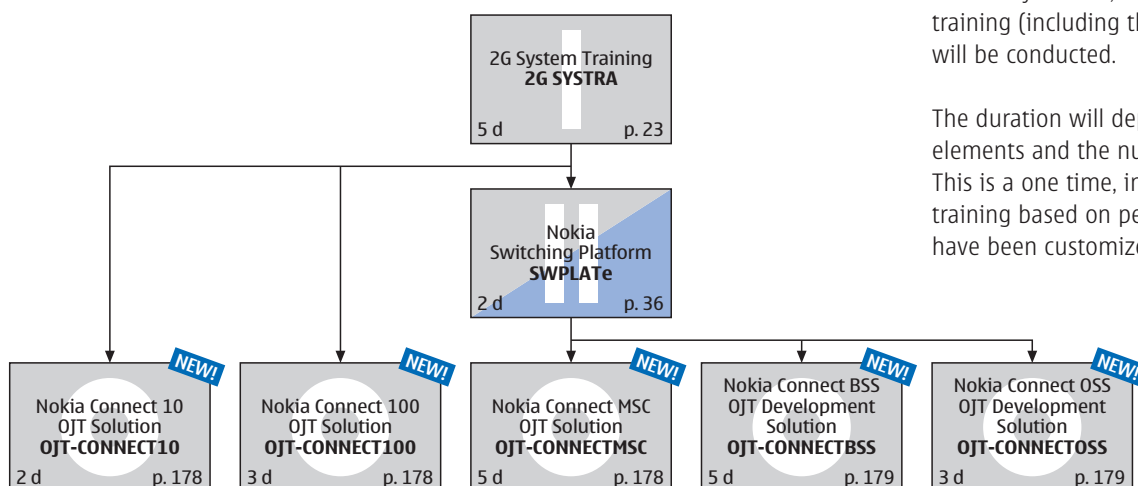 training (including th
will be conducted.
The duration will de
elements and the nu
This is a one time, in
training based on pe
have been customize
2G System Training
2G SYSTRA
5 d p. 23
Nokia
Switching Platform
SWPLATe
2 d p. 36
NEW!
Nokia Connect 10
OJT Solution
OJT-CONNECT10
2 d p. 178
NEW!
Nokia Connect 100
OJT Solution
OJT-CONNECT100
3 d p. 178
NEW!
Nokia Connect MSC
OJT Solution
OJT-CONNECTMSC
5 d p. 178
NEW!
Nokia Connect BSS
OJT Development
Solution
OJT-CONNECTBSS
5 d p. 179
NEW!
Nokia Connect OSS
OJT Development
Solution
OJT-CONNECTOSS
3 d p. 179